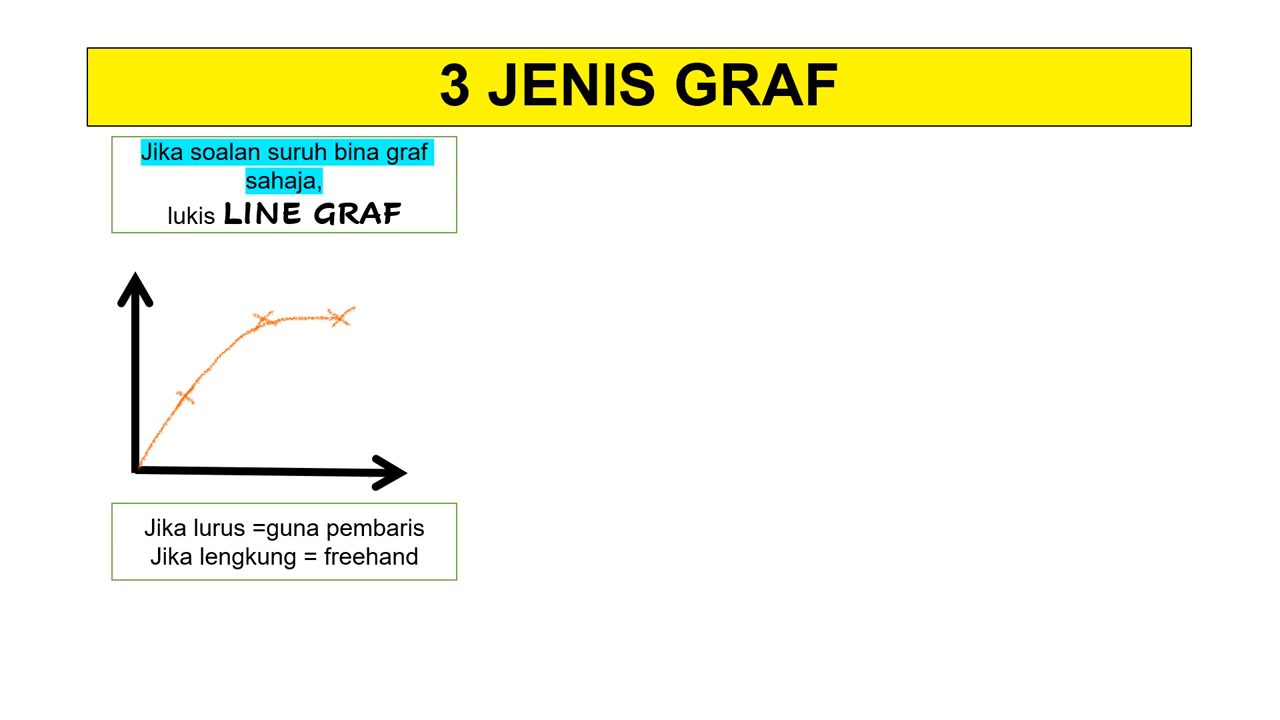 3 JENIS GRAF
Jika soalan suruh bina graf
sahaja,
lukis LINE GRAF
Jika lurus =guna pembaris
Jika lengkung = freehand